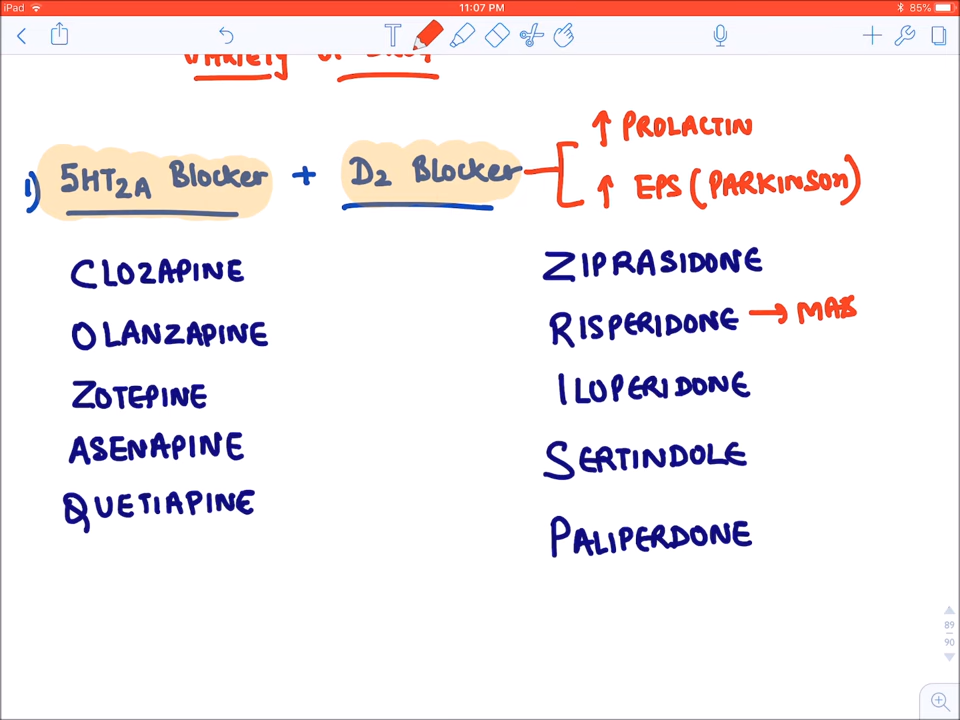 iPad 11:07 PM 85%
T
1) 5HT2A Blocker + D2 Blocker
↑ PROLACTIN
↑ EPS (PARKINSON)
CLOZAPINE
OLANZAPINE
ZOTEPINE
ASENAPINE
QUETIAPINE
ZIPRASIDONE
RISPERIDONE → MAX
ILOPERIDONE
SERTINDOLE
PALIPERDONE
89
90